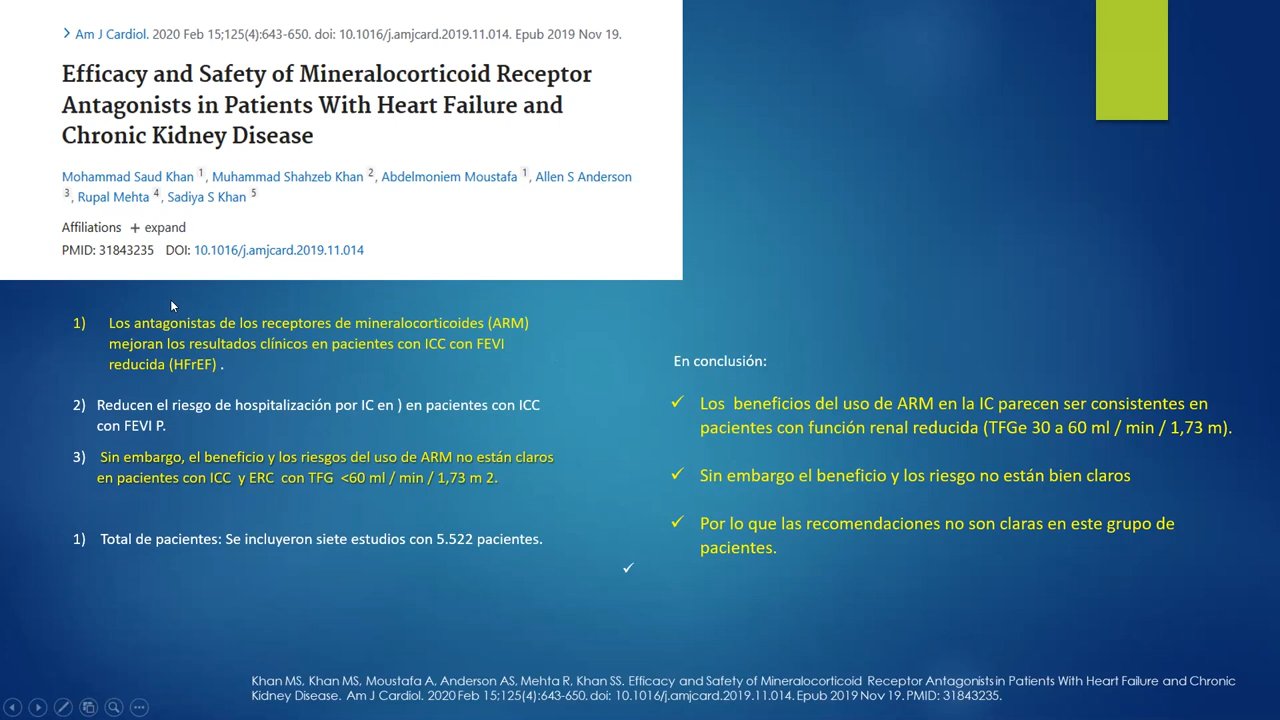 > Am J Cardiol. 2020 Feb 15;125(4):643-650. doi: 10.1016/j.amjcard.2019.11.014. Epub 2019 Nov 19.
Efficacy and Safety of Mineralocorticoid Receptor
Antagonists in Patients With Heart Failure and
Chronic Kidney Disease
Mohammad Saud Khan 1, Muhammad Shahzeb Khan 2, Abdelmoniem Moustafa 1, Allen S Anderson
3, Rupal Mehta 4, Sadiya S Khan 5
Affiliations + expand
PMID: 31843235 DOI: 10.1016/j.amjcard.2019.11.014
1) Los antagonistas de los receptores de mineralocorticoides (ARM)
mejoran los resultados clínicos en pacientes con ICC con FEVI
reducida (HFrEF) .
2) Reducen el riesgo de hospitalización por IC en ) en pacientes con ICC
con FEVI P.
3) Sin embargo, el beneficio y los riesgos del uso de ARM no están claros
en pacientes con ICC y ERC con TFG <60 ml / min / 1,73 m 2.
1) Total de pacientes: Se incluyeron siete estudios con 5.522 pacientes.
✓
En conclusión:
✓ Los beneficios del uso de ARM en la IC parecen ser consistentes en
pacientes con función renal reducida (TFGe 30 a 60 ml / min / 1,73 m).
✓ Sin embargo el beneficio y los riesgo no están bien claros
✓ Por lo que las recomendaciones no son claras en este grupo de
pacientes.
Khan MS, Khan MS, Moustafa A, Anderson AS, Mehta R, Khan SS. Efficacy and Safety of Mineralocorticoid Receptor Antagonists in Patients With Heart Failure and Chronic
Kidney Disease. Am J Cardiol. 2020 Feb 15;125(4):643-650. doi: 10.1016/j.amjcard.2019.11.014. Epub 2019 Nov 19. PMID: 31843235.